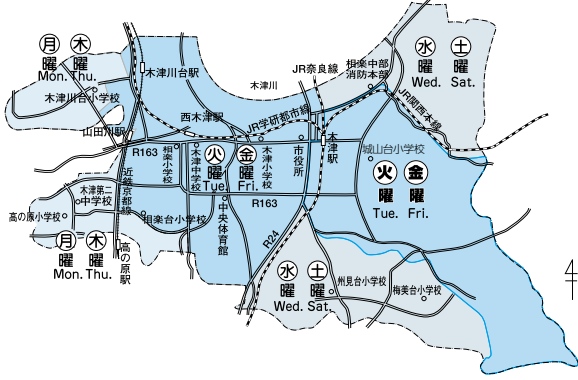 月 木
曜 曜
Mon. Thu.
木津川台駅
木津川台小学校
山田川駅
西木津駅
木津川
JR奈良線
相楽中部
消防本部
水 土
曜 曜
Wed. Sat.
JR学研都市線
JR関西本線
R163
相楽小学校
木津中学校
火 金
曜 曜
Tue. Fri.
木津小学校
市役所
木津駅
城山台小学校
火 金
曜 曜
Tue. Fri.
近鉄京都線
木津第二
中学校
高の原小学校
相楽台小学校
中央体育館
R163
月 木
曜 曜
Mon. Thu.
高の原駅
R24
水 土
曜 曜
Wed. Sat.
州見台小学校
梅美台小学校